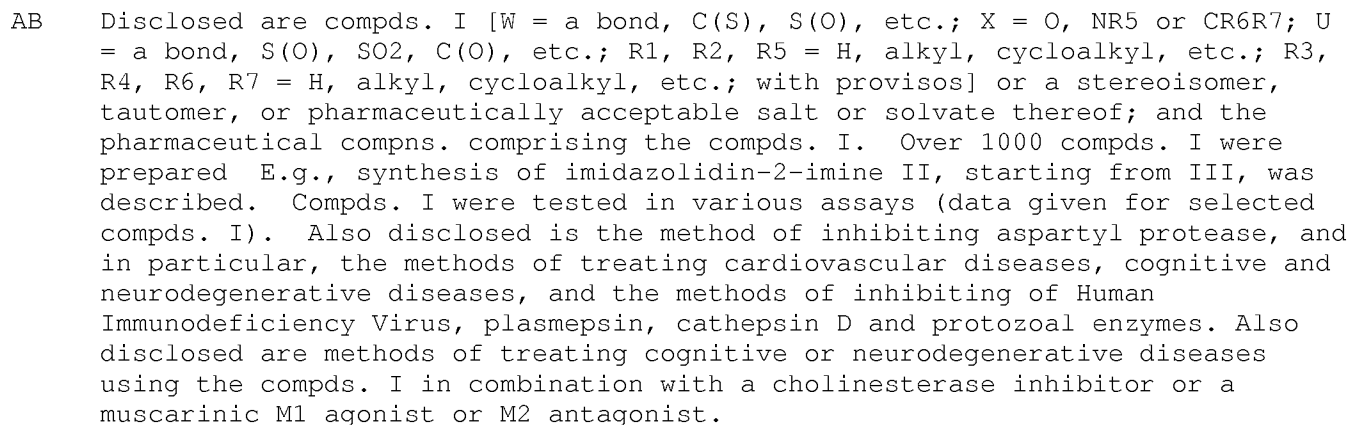 AB Disclosed are compds. I [W = a bond, C(S), S(O), etc.; X = O, NR5 or CR6R7; U
= a bond, S(O), SO2, C(O), etc.; R1, R2, R5 = H, alkyl, cycloalkyl, etc.; R3,
R4, R6, R7 = H, alkyl, cycloalkyl, etc.; with provisos] or a stereoisomer,
tautomer, or pharmaceutically acceptable salt or solvate thereof; and the
pharmaceutical compns. comprising the compds. I. Over 1000 compds. I were
prepared E.g., synthesis of imidazolidin-2-imine II, starting from III, was
described. Compds. I were tested in various assays (data given for selected
compds. I). Also disclosed is the method of inhibiting aspartyl protease, and
in particular, the methods of treating cardiovascular diseases, cognitive and
neurodegenerative diseases, and the methods of inhibiting of Human
Immunodeficiency Virus, plasmepsin, cathepsin D and protozoal enzymes. Also
disclosed are methods of treating cognitive or neurodegenerative diseases
using the compds. I in combination with a cholinesterase inhibitor or a
muscarinic M1 agonist or M2 antagonist.